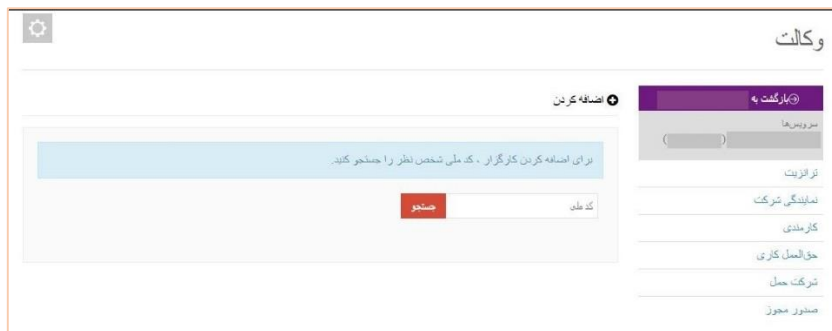 وکالت
بازگشت به
سرویس‌ها
( )
ترانزیت
نمایندگی شرکت
کارمندی
حق‌العمل کاری
شرکت حمل
صدور مجوز
اضافه کردن
برای اضافه کردن کارگزار ، کد ملی شخص نظر را جستجو کنید.
کد ملی
جستجو